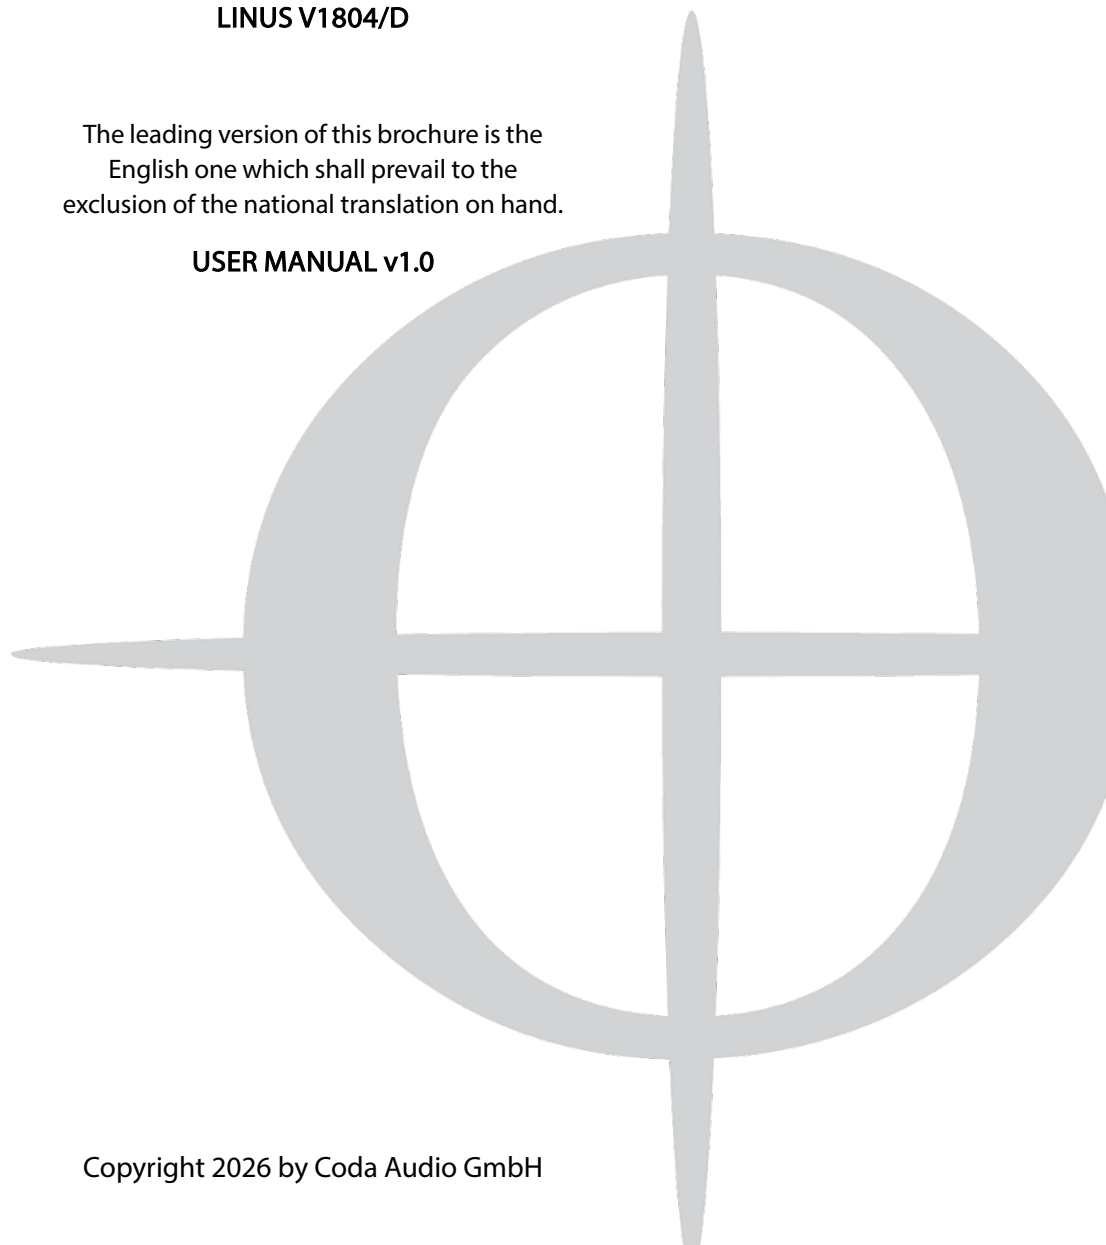 LINUS V1804/D
The leading version of this brochure is the
English one which shall prevail to the
exclusion of the national translation on hand.
USER MANUAL v1.0
Copyright 2026 by Coda Audio GmbH